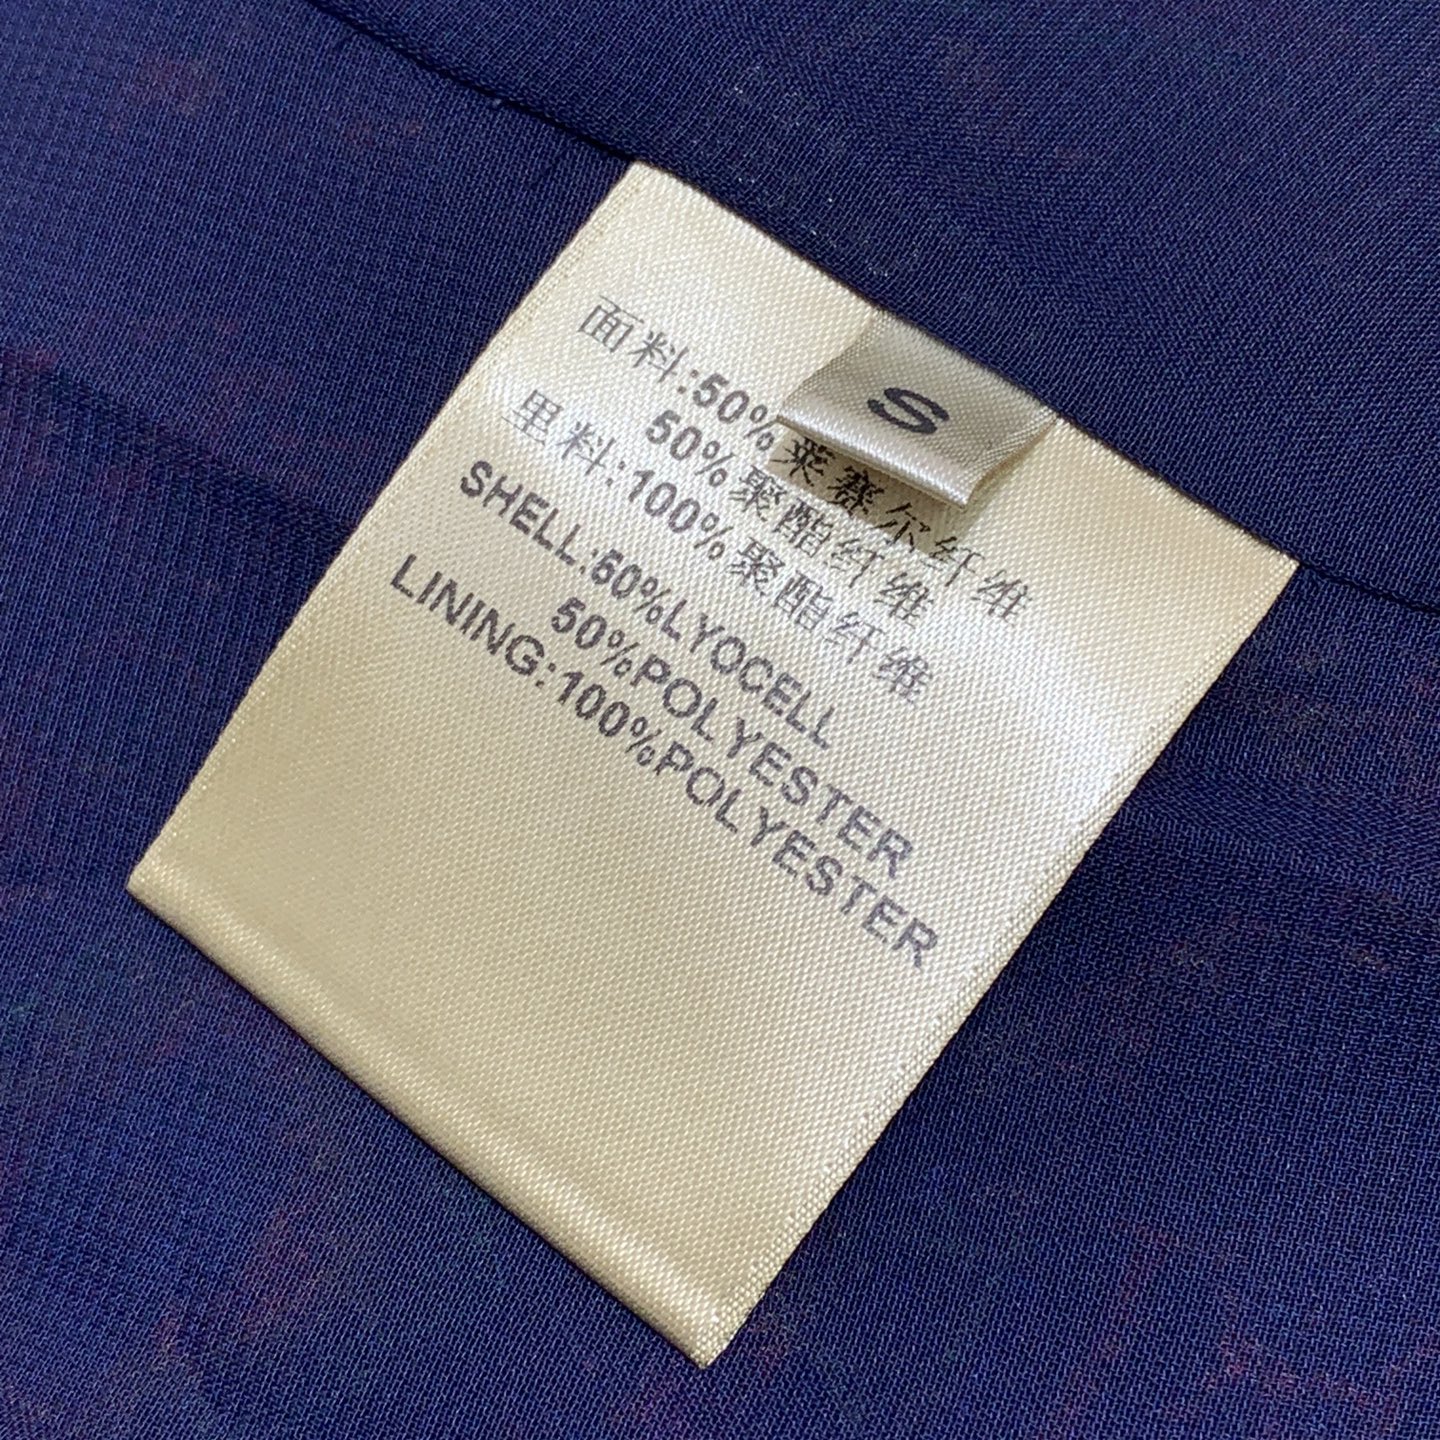 S
面料:50%莱赛尔纤维
50%聚酯纤维
里料:100%聚酯纤维
SHELL:50%LYOCELL
50%POLYESTER
LINING:100%POLYESTER